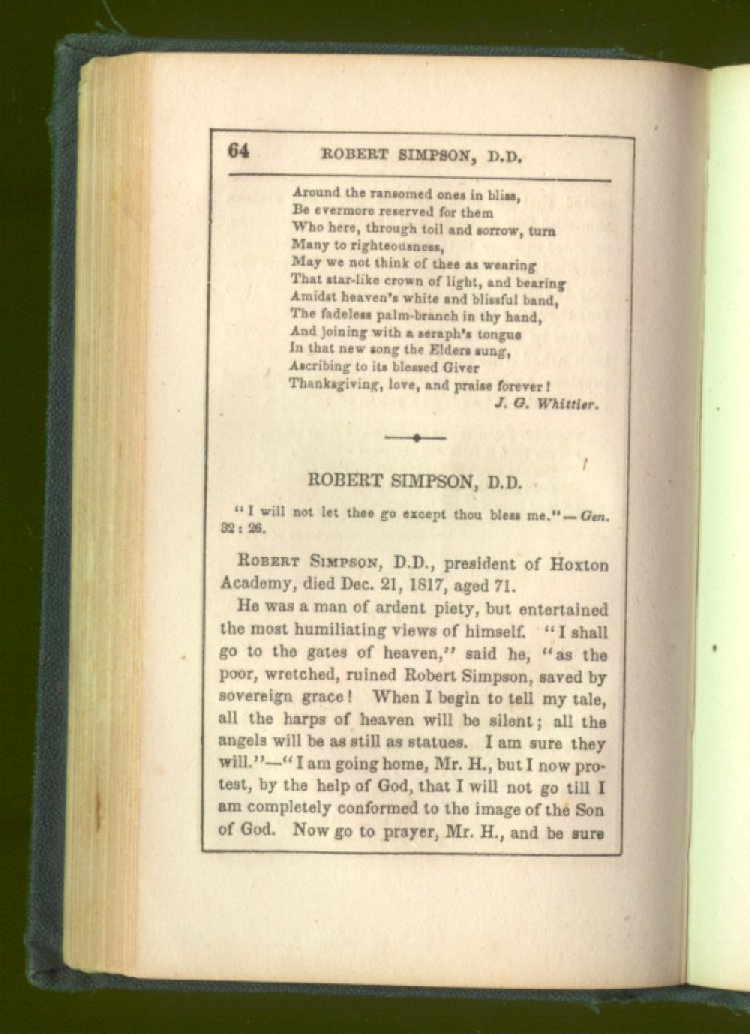 64
ROBERT SIMPSON, D.D.
Around the ransomed ones in bliss,
Be evermore reserved for them
Who here, through toil and sorrow, turn
Many to righteousness,
May we not think of thee as wearing
That star-like crown of light, and bearing
Amidst heaven's white and blissful band,
The fadeless palm-branch in thy hand,
And joining with a seraph's tongue
In that new song the Elders sung,
Ascribing to its blessed Giver
Thanksgiving, love, and praise forever!
J. G. Whittier.
ROBERT SIMPSON, D.D.
"I will not let thee go except thou bless me."—Gen.
32: 26.
ROBERT SIMPSON, D.D., president of Hoxton
Academy, died Dec. 21, 1817, aged 71.
He was a man of ardent piety, but entertained
the most humiliating views of himself. "I shall
go to the gates of heaven," said he, "as the
poor, wretched, ruined Robert Simpson, saved by
sovereign grace! When I begin to tell my tale,
all the harps of heaven will be silent; all the
angels will be as still as statues. I am sure they
will."—"I am going home, Mr. H., but I now pro-
test, by the help of God, that I will not go till I
am completely conformed to the image of the Son
of God. Now go to prayer, Mr. H., and be sure